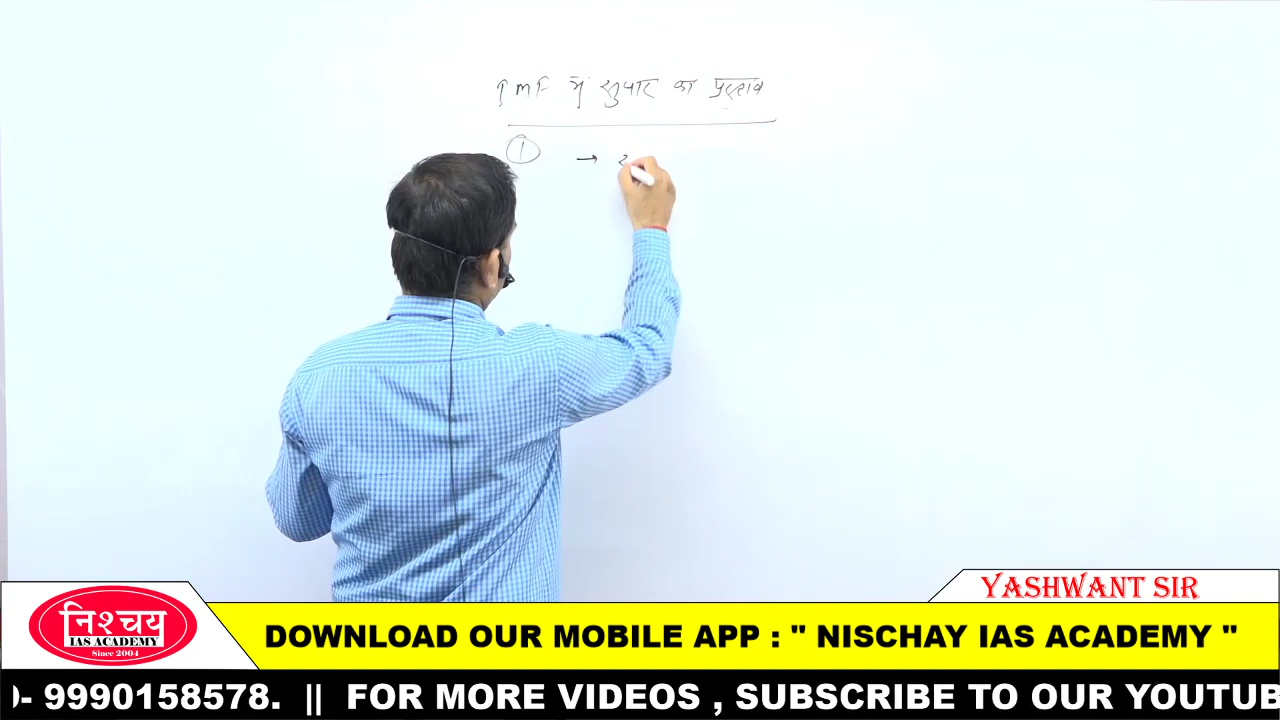 IMF में सुधार का प्रस्ताव
① →
YASHWANT SIR
निश्चय
IAS ACADEMY
Since 2004
DOWNLOAD OUR MOBILE APP : " NISCHAY IAS ACADEMY "
- 9990158578. || FOR MORE VIDEOS , SUBSCRIBE TO OUR YOUTUB